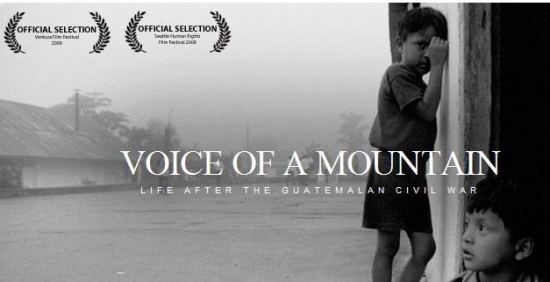 OFFICIAL SELECTION
Ventura Film Festival
2009
OFFICIAL SELECTION
Seattle Human Rights
Film Festival 2008
VOICE OF A MOUNTAIN
LIFE AFTER THE GUATEMALAN CIVIL WAR